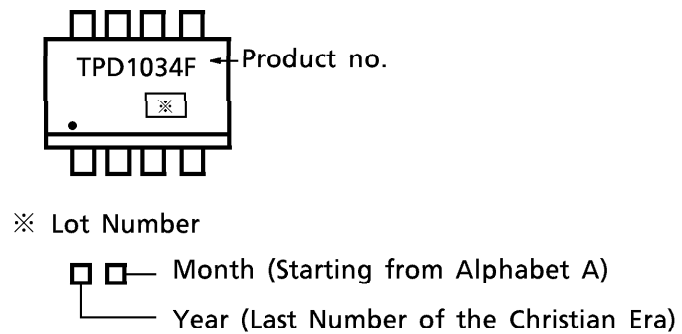 TPD1034F
Product no.
※
※ Lot Number
Month (Starting from Alphabet A)
Year (Last Number of the Christian Era)